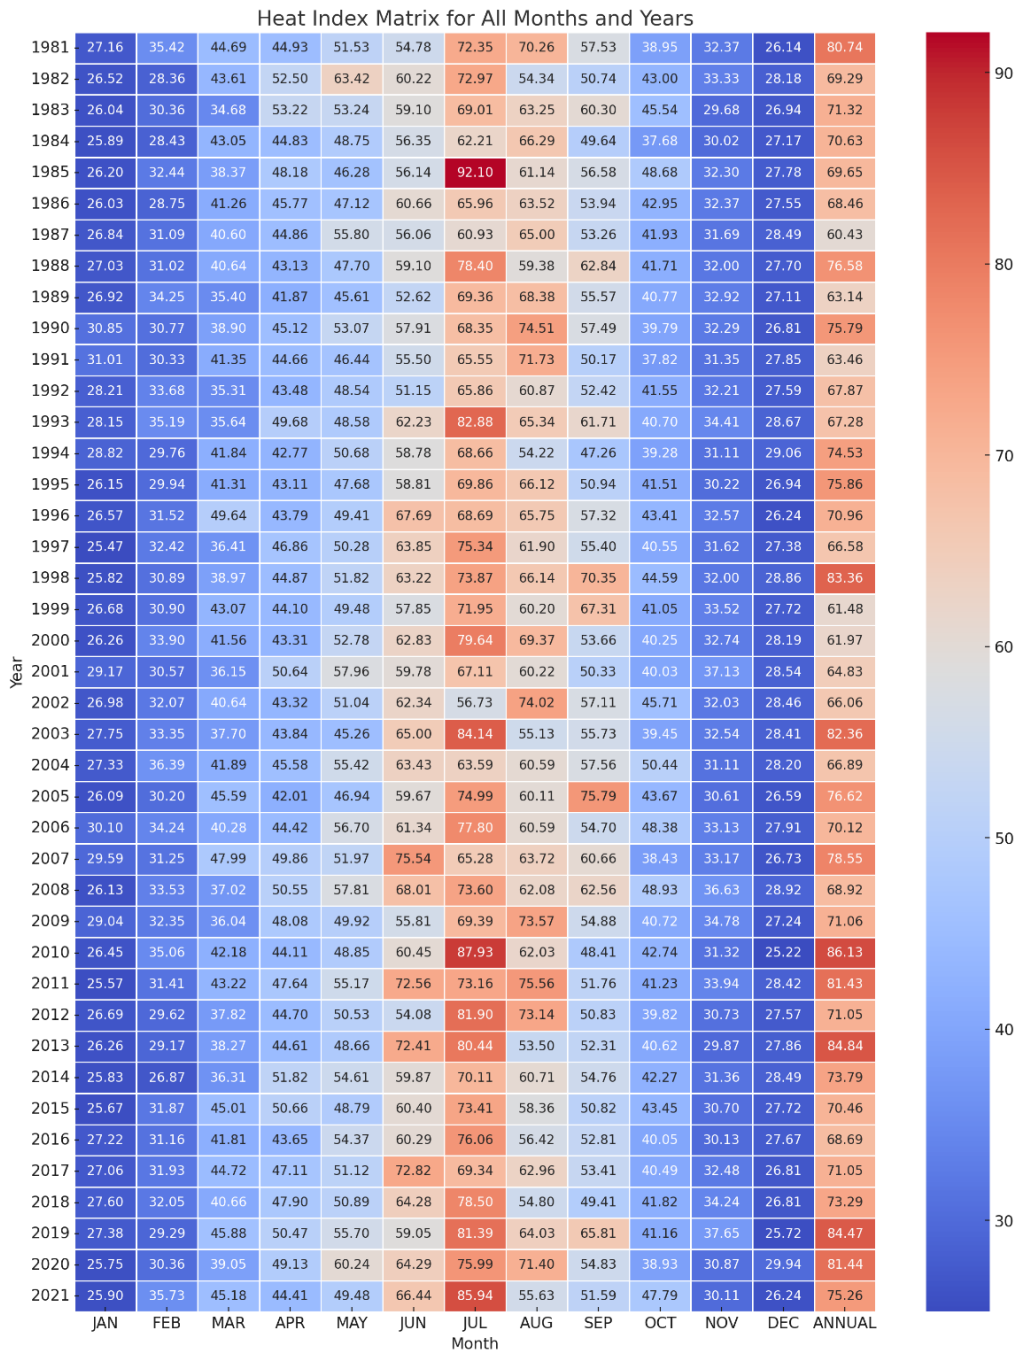 Heat Index Matrix for All Months and Years
1981 27.16 35.42 44.69 44.93 51.53 54.78 72.35 70.26 57.53 38.95 32.37 26.14 80.74
1982 26.52 28.36 43.61 52.50 63.42 60.22 72.97 54.34 50.74 43.00 33.33 28.18 69.29
90
1983 26.04 30.36 34.68 53.22 53.24 59.10 69.01 63.25 60.30 45.54 29.68 26.94 71.32
1984 25.89 28.43 43.05 44.83 48.75 56.35 62.21 66.29 49.64 37.68 30.02 27.17 70.63
1985 26.20 32.44 38.37 48.18 46.28 56.14 92.10 61.14 56.58 48.68 32.30 27.78 69.65
1986 26.03 28.75 41.26 45.77 47.12 60.66 65.96 63.52 53.94 42.95 32.37 27.55 68.46
1987 26.84 31.09 40.60 44.86 55.80 56.06 60.93 65.00 53.26 41.93 31.69 28.49 60.43
1988 27.03 31.02 40.64 43.13 47.70 59.10 78.40 59.38 62.84 41.71 32.00 27.70 76.58
80
1989 26.92 34.25 35.40 41.87 45.61 52.62 69.36 68.38 55.57 40.77 32.92 27.11 63.14
1990 30.85 30.77 38.90 45.12 53.07 57.91 68.35 74.51 57.49 39.79 32.29 26.81 75.79
1991 31.01 30.33 41.35 44.66 46.44 55.50 65.55 71.73 50.17 37.82 31.35 27.85 63.46
1992 28.21 33.68 35.31 43.48 48.54 51.15 65.86 60.87 52.42 41.55 32.21 27.59 67.87
1993 28.15 35.19 35.64 49.68 48.58 62.23 82.88 65.34 61.71 40.70 34.41 28.67 67.28
1994 28.82 29.76 41.84 42.77 50.68 58.78 68.66 54.22 47.26 39.28 31.11 29.06 74.53
70
1995 26.15 29.94 41.31 43.11 47.68 58.81 69.86 66.12 50.94 41.51 30.22 26.94 75.86
1996 26.57 31.52 49.64 43.79 49.41 67.69 68.69 65.75 57.32 43.41 32.57 26.24 70.96
1997 25.47 32.42 36.41 46.86 50.28 63.85 75.34 61.90 55.40 40.55 31.62 27.38 66.58
1998 25.82 30.89 38.97 44.87 51.82 63.22 73.87 66.14 70.35 44.59 32.00 28.86 83.36
1999 26.68 30.90 43.07 44.10 49.48 57.85 71.95 60.20 67.31 41.05 33.52 27.72 61.48
2000 26.26 33.90 41.56 43.31 52.78 62.83 79.64 69.37 53.66 40.25 32.74 28.19 61.97
60
Year
2001 29.17 30.57 36.15 50.64 57.96 59.78 67.11 60.22 50.33 40.03 37.13 28.54 64.83
2002 26.98 32.07 40.64 43.32 51.04 62.34 56.73 74.02 57.11 45.71 32.03 28.46 66.06
2003 27.75 33.35 37.70 43.84 45.26 65.00 84.14 55.13 55.73 39.45 32.54 28.41 82.36
2004 27.33 36.39 41.89 45.58 55.42 63.43 63.59 60.59 57.56 50.44 31.11 28.20 66.89
2005 26.09 30.20 45.59 42.01 46.94 59.67 74.99 60.11 75.79 43.67 30.61 26.59 76.62
2006 30.10 34.24 40.28 44.42 56.70 61.34 77.80 60.59 54.70 48.38 33.13 27.91 70.12
50
2007 29.59 31.25 47.99 49.86 51.97 75.54 65.28 63.72 60.66 38.43 33.17 26.73 78.55
2008 26.13 33.53 37.02 50.55 57.81 68.01 73.60 62.08 62.56 48.93 36.63 28.92 68.92
2009 29.04 32.35 36.04 48.08 49.92 55.81 69.39 73.57 54.88 40.72 34.78 27.24 71.06
2010 26.45 35.06 42.18 44.11 48.85 60.45 87.93 62.03 48.41 42.74 31.32 25.22 86.13
2011 25.57 31.41 43.22 47.64 55.17 72.56 73.16 75.56 51.76 41.23 33.94 28.42 81.43
2012 26.69 29.62 37.82 44.70 50.53 54.08 81.90 73.14 50.83 39.82 30.73 27.57 71.05
40
2013 26.26 29.17 38.27 44.61 48.66 72.41 80.44 53.50 52.31 40.62 29.87 27.86 84.84
2014 25.83 26.87 36.31 51.82 54.61 59.87 70.11 60.71 54.76 42.27 31.36 28.49 73.79
2015 25.67 31.87 45.01 50.66 48.79 60.40 73.41 58.36 50.82 43.45 30.70 27.72 70.46
2016 27.22 31.16 41.81 43.65 54.37 60.29 76.06 56.42 52.81 40.05 30.13 27.67 68.69
2017 27.06 31.93 44.72 47.11 51.12 72.82 69.34 62.96 53.41 40.49 32.48 26.81 71.05
2018 27.60 32.05 40.66 47.90 50.89 64.28 78.50 54.80 49.41 41.82 34.24 26.81 73.29
30
2019 27.38 29.29 45.88 50.47 55.70 59.05 81.39 64.03 65.81 41.16 37.65 25.72 84.47
2020 25.75 30.36 39.05 49.13 60.24 64.29 75.99 71.40 54.83 38.93 30.87 29.94 81.44
2021 25.90 35.73 45.18 44.41 49.48 66.44 85.94 55.63 51.59 47.79 30.11 26.24 75.26
JAN FEB MAR APR MAY JUN JUL AUG SEP OCT NOV DEC ANNUAL
Month